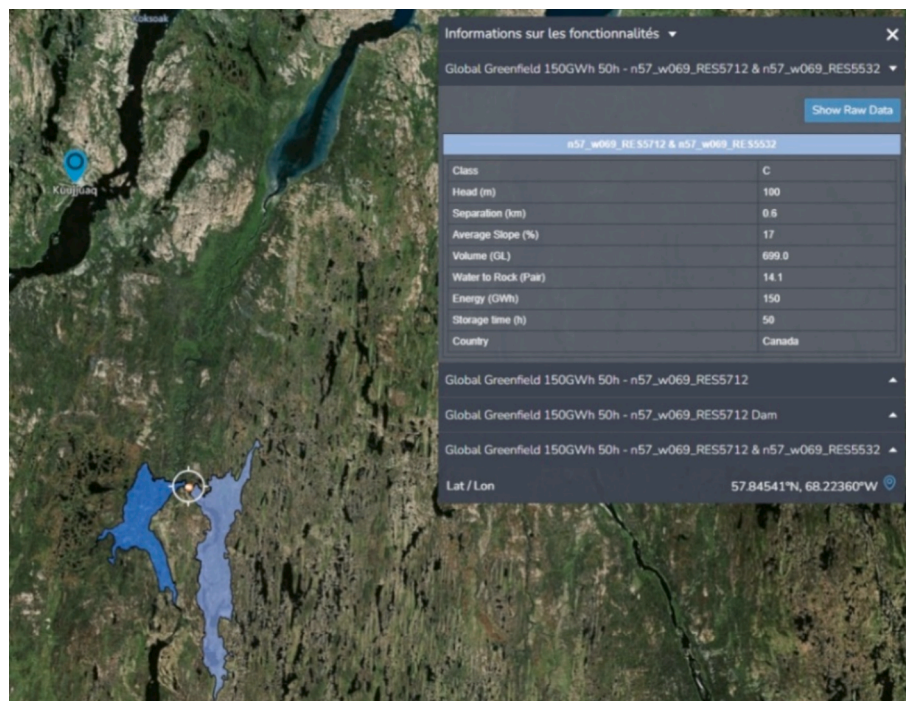 Koksoak
Kuujjuaq
Informations sur les fonctionnalités
Global Greenfield 150GWh 50h - n57_w069_RES5712 & n57_w069_RES5532
Show Raw Data
n57_w069_RES5712 & n57_w069_RES5532
Class C
Head (m) 100
Separation (km) 0.6
Average Slope (%) 17
Volume (GL) 699.0
Water to Rock (Pair) 14.1
Energy (GWh) 150
Storage time (h) 50
Country Canada
Global Greenfield 150GWh 50h - n57_w069_RES5712
Global Greenfield 150GWh 50h - n57_w069_RES5712 Dam
Global Greenfield 150GWh 50h - n57_w069_RES5712 & n57_w069_RES5532
Lat / Lon 57.84541°N, 68.22360°W